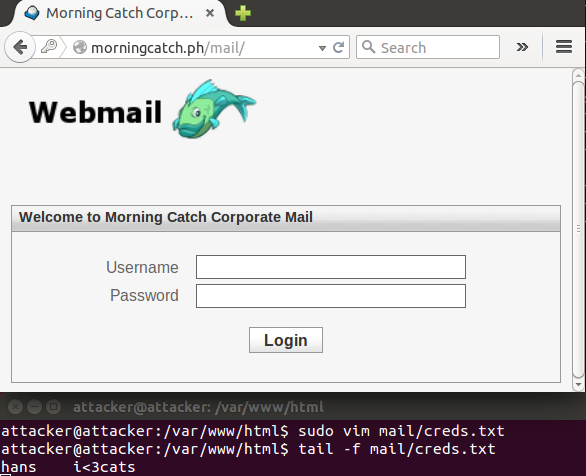 Morning Catch Corp...
morningcatch.ph/mail/
Search
Webmail
Welcome to Morning Catch Corporate Mail
Username
Password
Login
attacker@attacker: /var/www/html
attacker@attacker:/var/www/html$ sudo vim mail/creds.txt
attacker@attacker:/var/www/html$ tail -f mail/creds.txt
hans    i<3cats